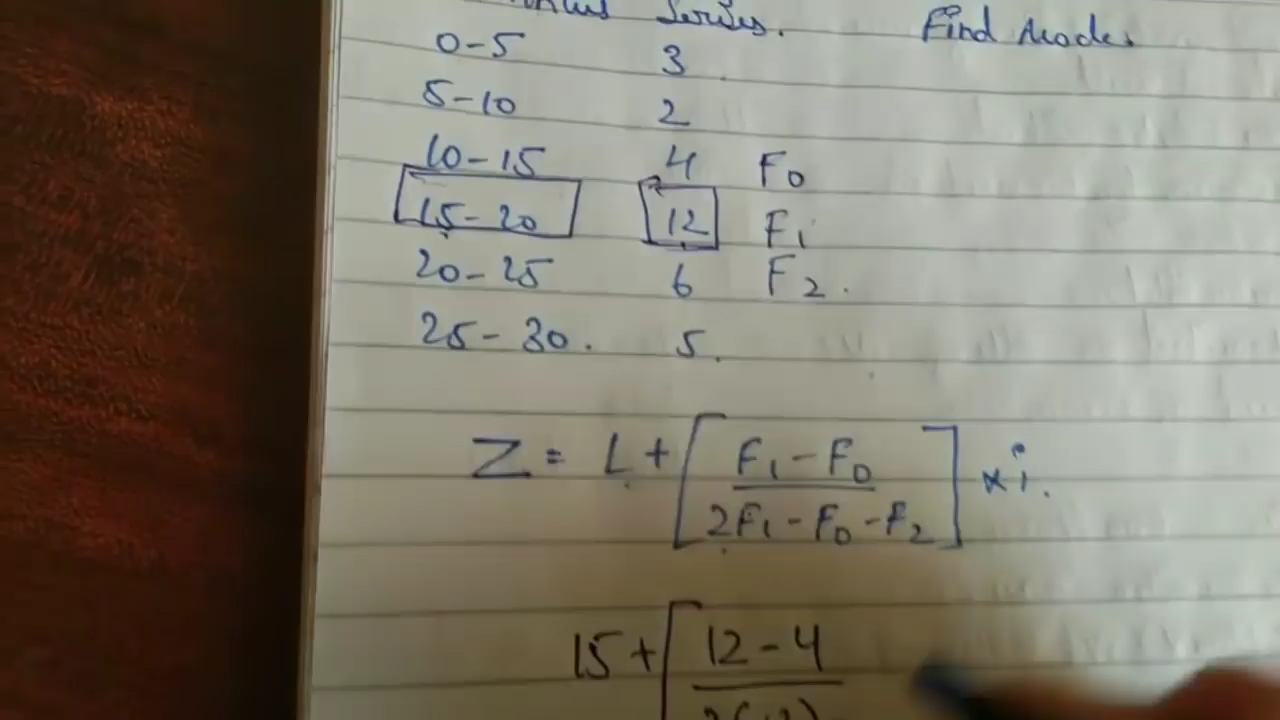 Series. Find Mode.
0-5 3
5-10 2
10-15 4 F0
15-20 12 F1
20-25 6 F2.
25-30. 5.
Z = L + [ F1 - F0 / 2F1 - F0 - F2 ] x i.
15 + [ 12 - 4